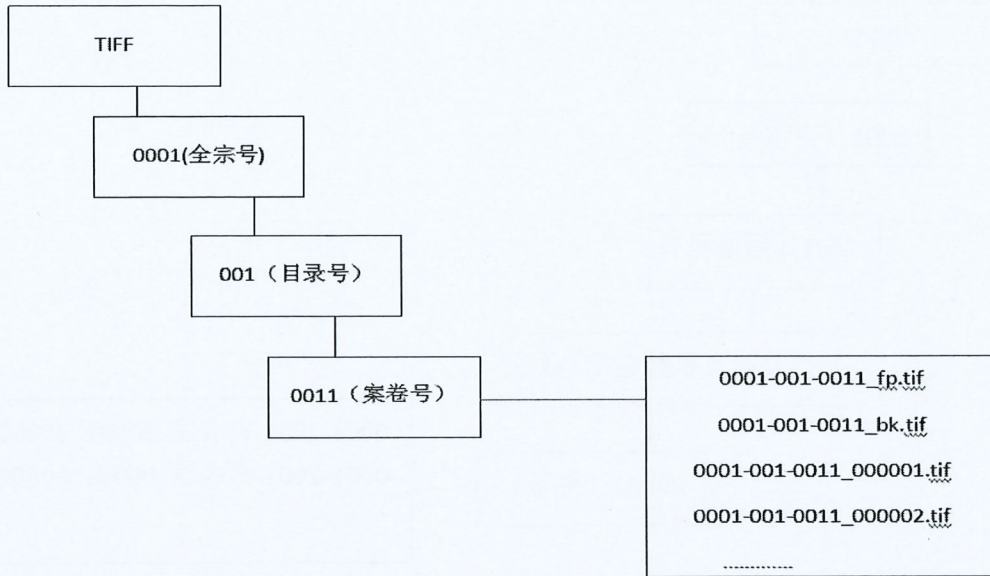 TIFF
0001(全宗号)
001（目录号）
0011（案卷号）
0001-001-0011_fp.tif
0001-001-0011_bk.tif
0001-001-0011_000001.tif
0001-001-0011_000002.tif
.............